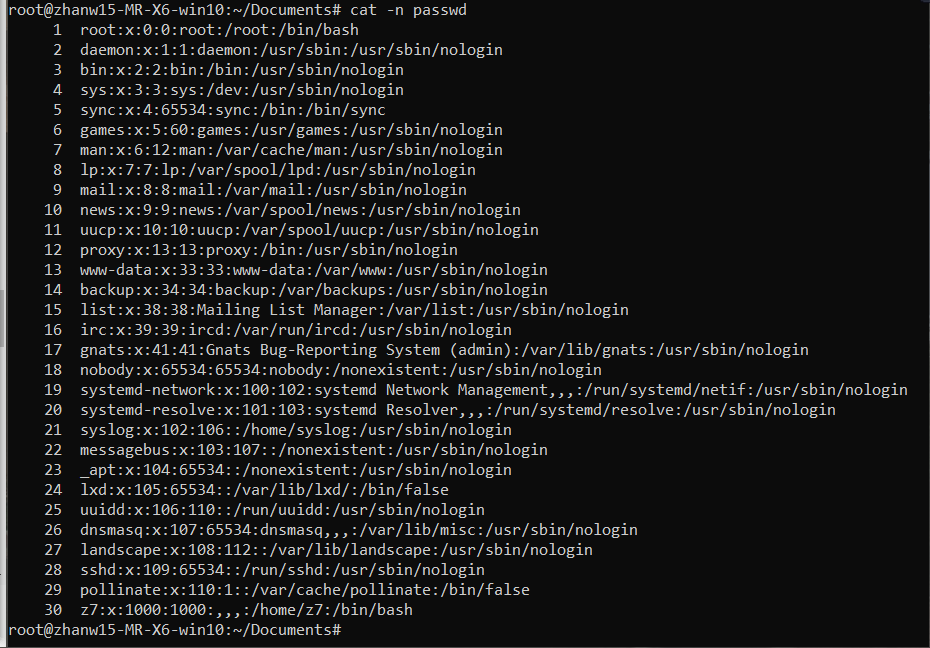 root@zhanw15-MR-X6-win10:~/Documents# cat -n passwd
1 root:x:0:0:root:/root:/bin/bash
2 daemon:x:1:1:daemon:/usr/sbin:/usr/sbin/nologin
3 bin:x:2:2:bin:/bin:/usr/sbin/nologin
4 sys:x:3:3:sys:/dev:/usr/sbin/nologin
5 sync:x:4:65534:sync:/bin:/bin/sync
6 games:x:5:60:games:/usr/games:/usr/sbin/nologin
7 man:x:6:12:man:/var/cache/man:/usr/sbin/nologin
8 lp:x:7:7:lp:/var/spool/lpd:/usr/sbin/nologin
9 mail:x:8:8:mail:/var/mail:/usr/sbin/nologin
10 news:x:9:9:news:/var/spool/news:/usr/sbin/nologin
11 uucp:x:10:10:uucp:/var/spool/uucp:/usr/sbin/nologin
12 proxy:x:13:13:proxy:/bin:/usr/sbin/nologin
13 www-data:x:33:33:www-data:/var/www:/usr/sbin/nologin
14 backup:x:34:34:backup:/var/backups:/usr/sbin/nologin
15 list:x:38:38:Mailing List Manager:/var/list:/usr/sbin/nologin
16 irc:x:39:39:ircd:/var/run/ircd:/usr/sbin/nologin
17 gnats:x:41:41:Gnats Bug-Reporting System (admin):/var/lib/gnats:/usr/sbin/nologin
18 nobody:x:65534:65534:nobody:/nonexistent:/usr/sbin/nologin
19 systemd-network:x:100:102:systemd Network Management,,,:/run/systemd/netif:/usr/sbin/nologin
20 systemd-resolve:x:101:103:systemd Resolver,,,:/run/systemd/resolve:/usr/sbin/nologin
21 syslog:x:102:106::/home/syslog:/usr/sbin/nologin
22 messagebus:x:103:107::/nonexistent:/usr/sbin/nologin
23 _apt:x:104:65534::/nonexistent:/usr/sbin/nologin
24 lxd:x:105:65534::/var/lib/lxd/:/bin/false
25 uuidd:x:106:110::/run/uuidd:/usr/sbin/nologin
26 dnsmasq:x:107:65534:dnsmasq,,,:/var/lib/misc:/usr/sbin/nologin
27 landscape:x:108:112::/var/lib/landscape:/usr/sbin/nologin
28 sshd:x:109:65534::/run/sshd:/usr/sbin/nologin
29 pollinate:x:110:1::/var/cache/pollinate:/bin/false
30 z7:x:1000:1000:,,,:/home/z7:/bin/bash
root@zhanw15-MR-X6-win10:~/Documents#